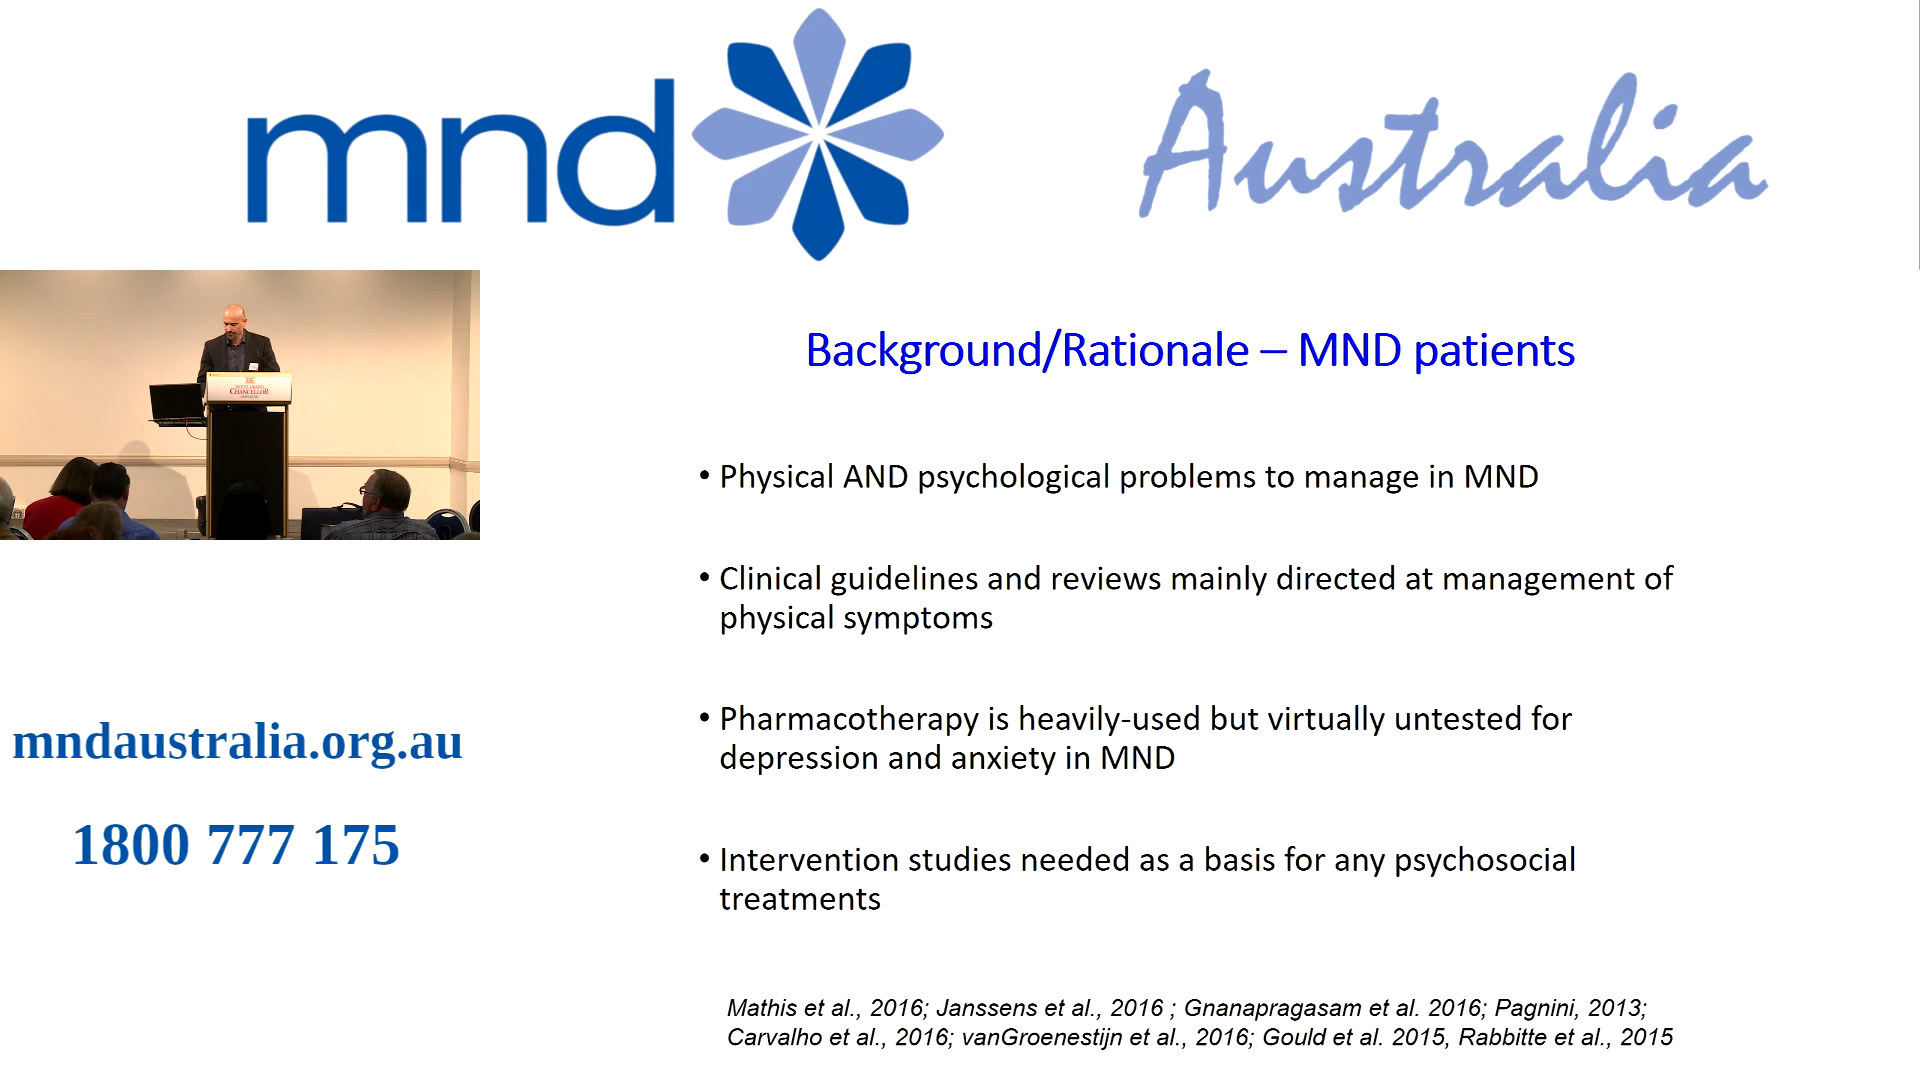 mnd Australia
CHANCELLOR
Background/Rationale – MND patients
• Physical AND psychological problems to manage in MND
• Clinical guidelines and reviews mainly directed at management of
physical symptoms
• Pharmacotherapy is heavily-used but virtually untested for
depression and anxiety in MND
• Intervention studies needed as a basis for any psychosocial
treatments
Mathis et al., 2016; Janssens et al., 2016 ; Gnanapragasam et al. 2016; Pagnini, 2013;
Carvalho et al., 2016; vanGroenestijn et al., 2016; Gould et al. 2015, Rabbitte et al., 2015
mndaustralia.org.au
1800 777 175